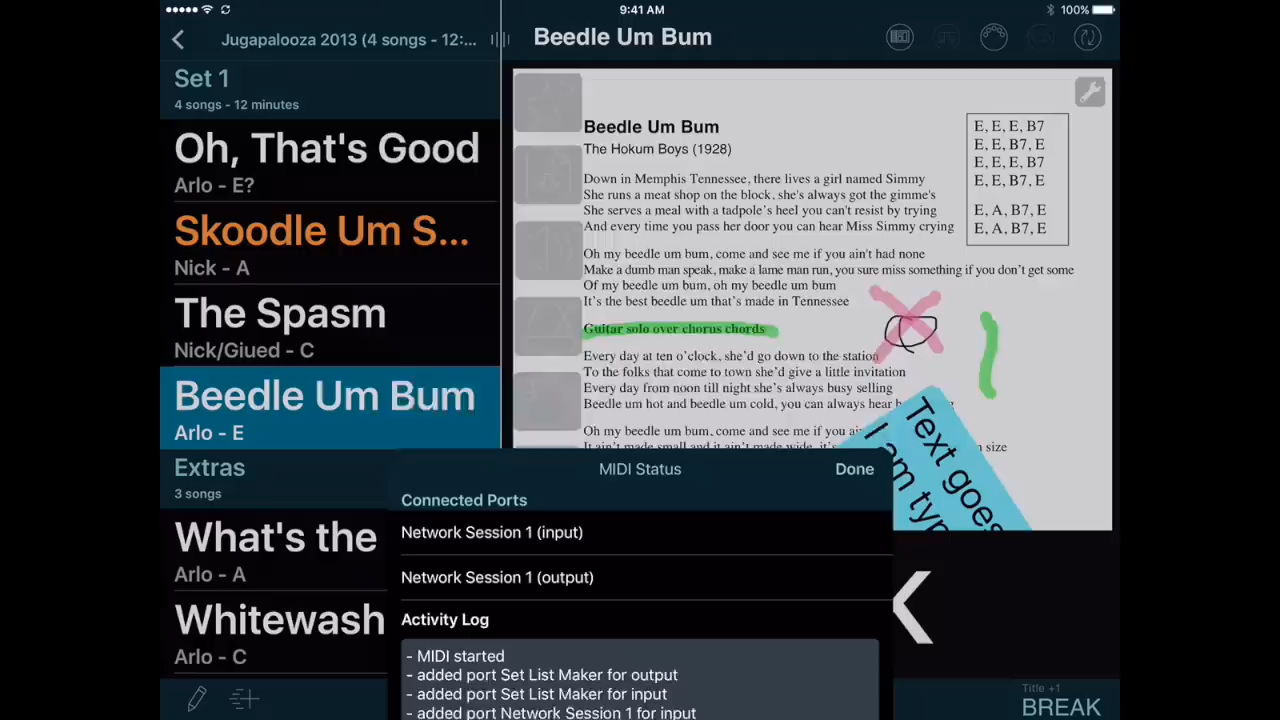 9:41 AM
100%
Jugapalooza 2013 (4 songs - 12:...
Set 1
4 songs - 12 minutes
Oh, That's Good
Arlo - E?
Skoodle Um S...
Nick - A
The Spasm
Nick/Giued - C
Beedle Um Bum
Arlo - E
Extras
3 songs
What's the
Arlo - A
Whitewash
Arlo - C
Beedle Um Bum
Beedle Um Bum
The Hokum Boys (1928)
Down in Memphis Tennessee, there lives a girl named Simmy
She runs a meat shop on the block, she's always got the gimme's
She serves a meal with a tadpole's heel you can't resist by trying
And every time you pass her door you can hear Miss Simmy crying
Oh my beedle um bum, come and see me if you ain't had none
Make a dumb man speak, make a lame man run, you sure miss something if you don't get some
Of my beedle um bum, oh my beedle um bum
It's the best beedle um that's made in Tennessee
Guitar solo over chorus chords
Every day at ten o'clock, she'd go down to the station
To the folks that come to town she'd give a little invitation
Every day from noon till night she's always busy selling
Beedle um hot and beedle um cold, you can always hear
Oh my beedle um bum, come and see me if you
It ain't made small and it ain't made wide, size
E, E, E, B7
E, E, B7, E
E, E, E, B7
E, E, B7, E
E, A, B7, E
E, A, B7, E
Text goes
I am typ
MIDI Status
Done
Connected Ports
Network Session 1 (input)
Network Session 1 (output)
Activity Log
- MIDI started
- added port Set List Maker for output
- added port Set List Maker for input
- added port Network Session 1 for input
Title +1
BREAK